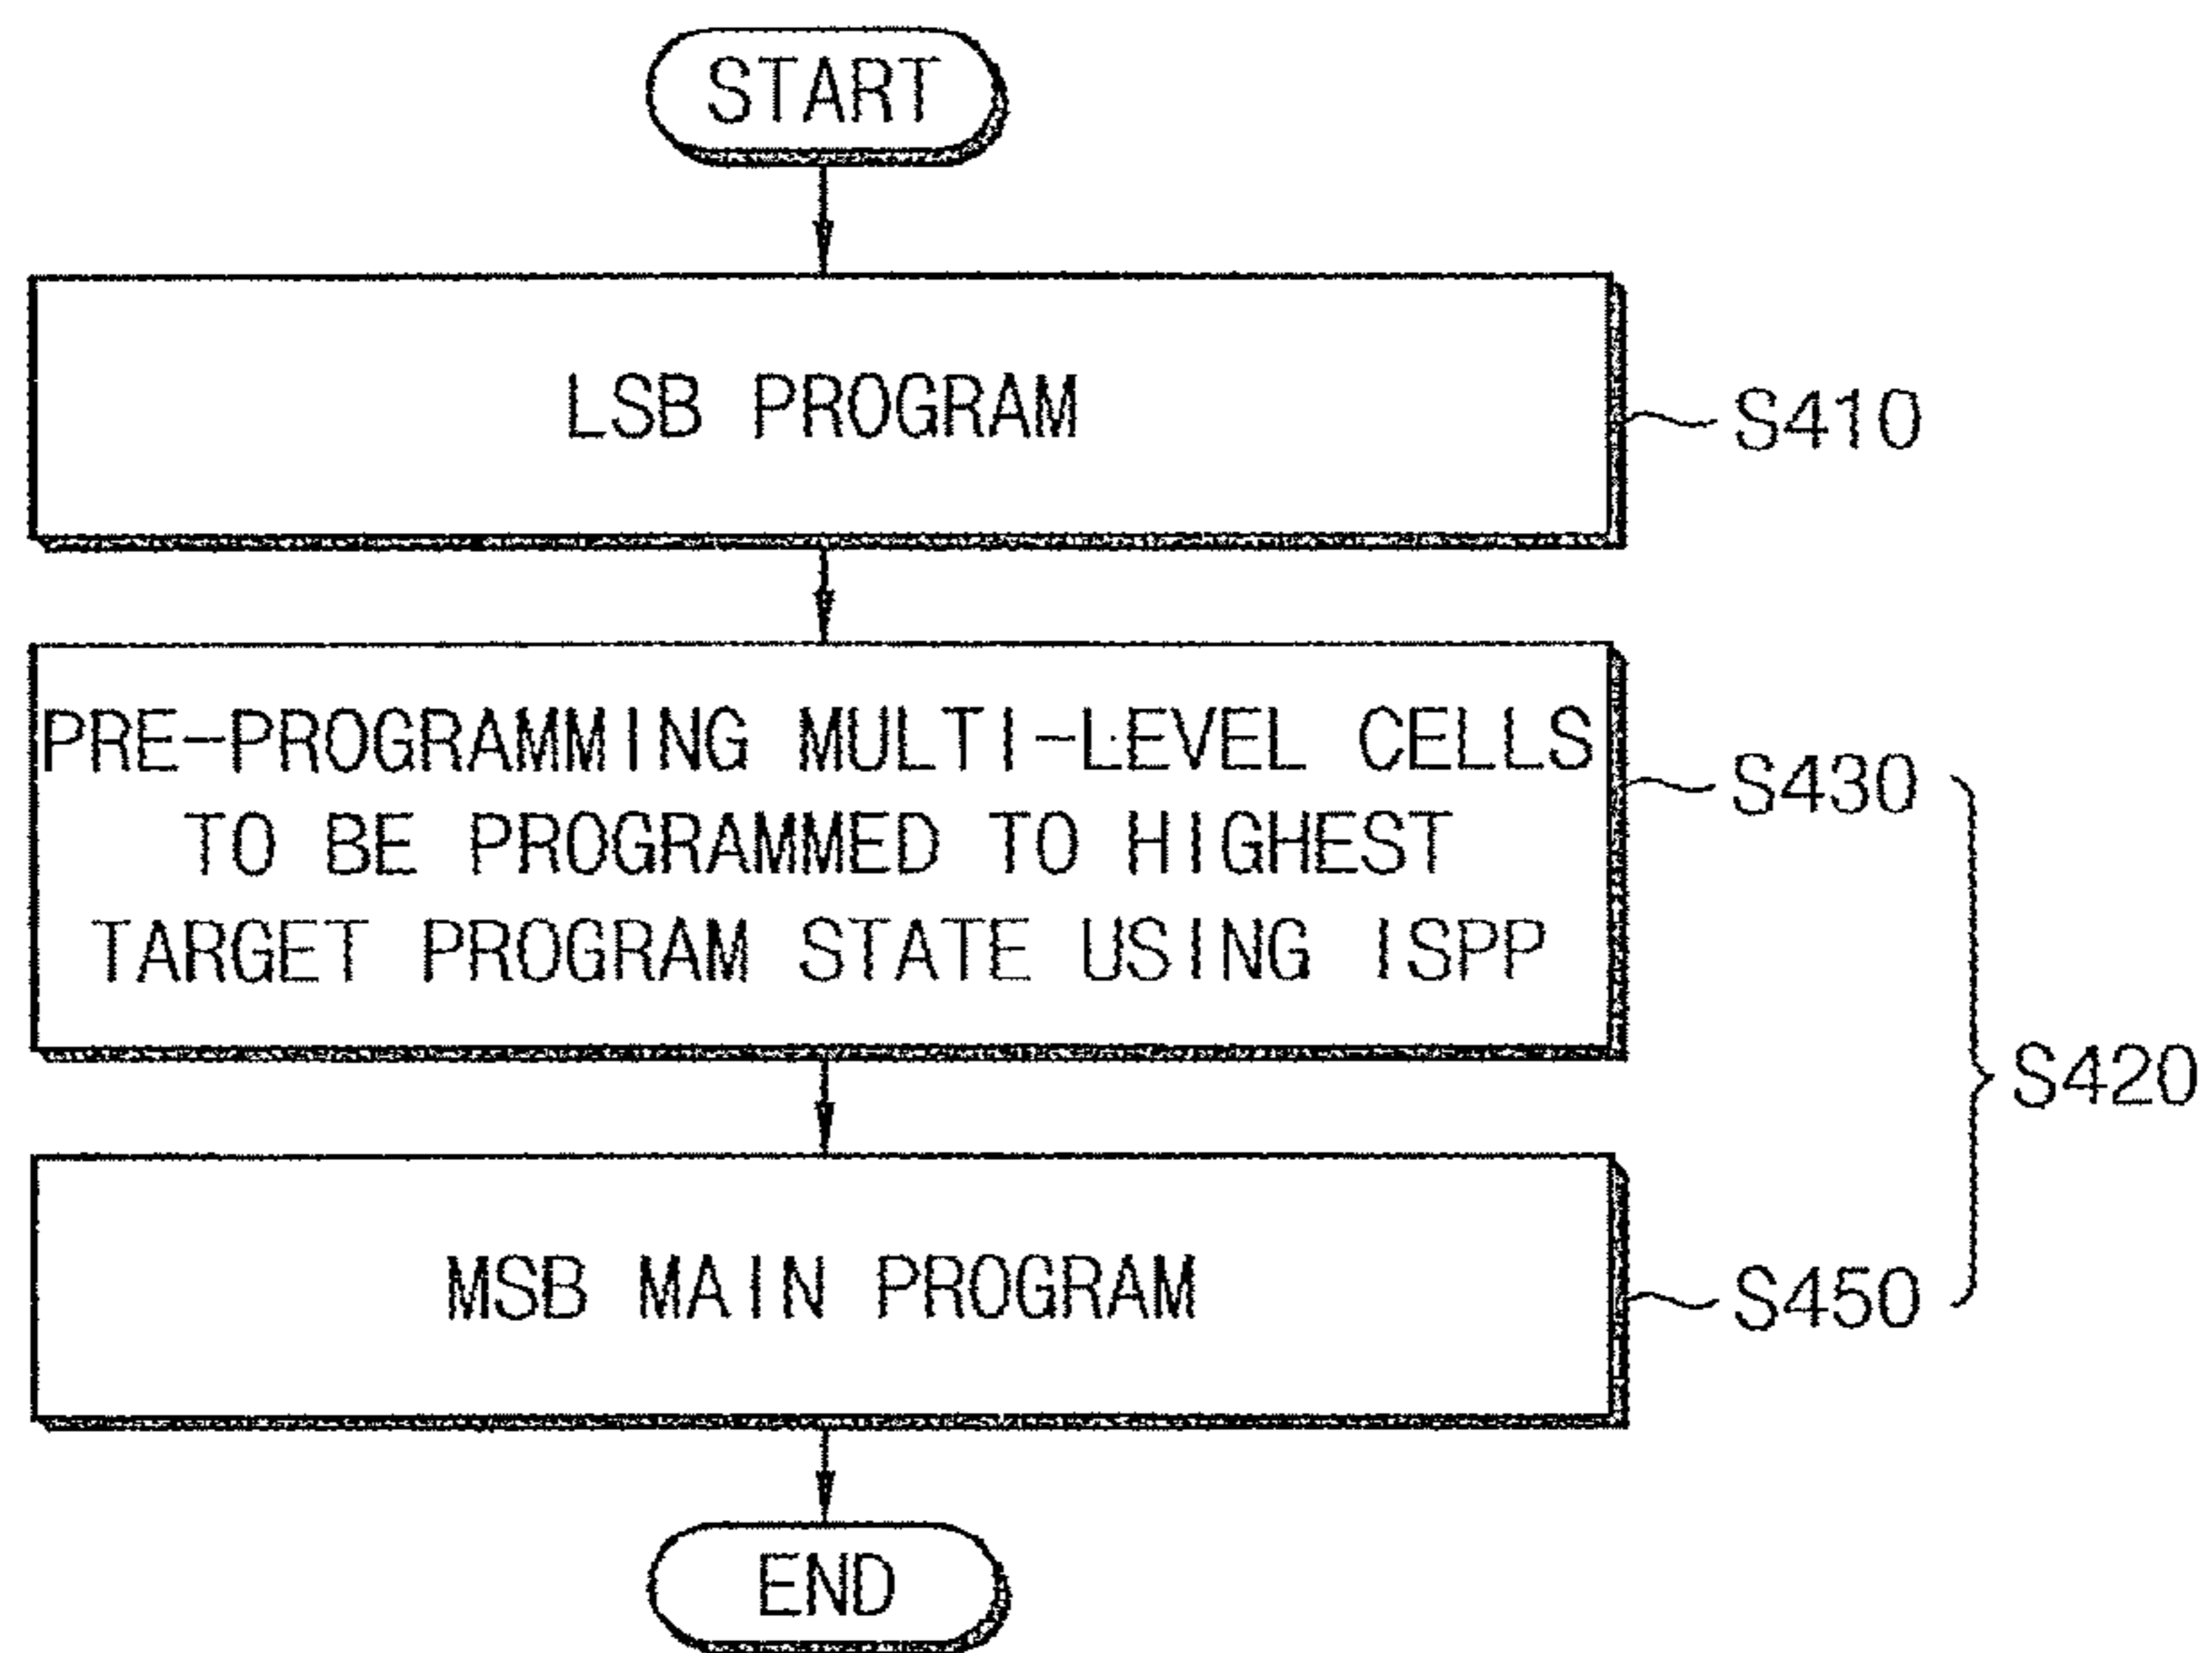 START
LSB PROGRAM
S410
PRE-PROGRAMMING MULTI-LEVEL CELLS
TO BE PROGRAMMED TO HIGHEST
TARGET PROGRAM STATE USING ISPP
S430
S420
MSB MAIN PROGRAM
S450
END